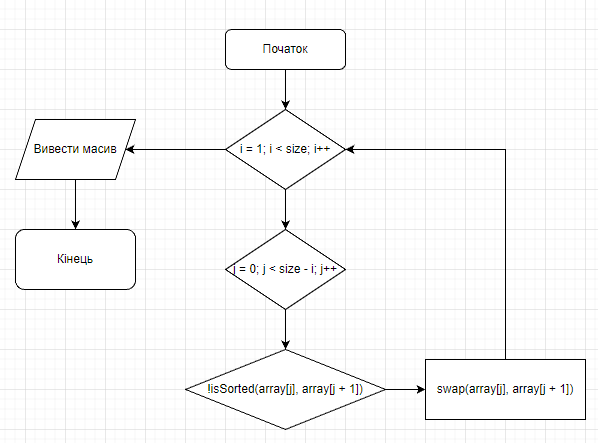 Початок
i = 1; i < size; i++
Вивести масив
Кінець
j = 0; j < size - i; j++
!isSorted(array[j], array[j + 1])
swap(array[j], array[j + 1])